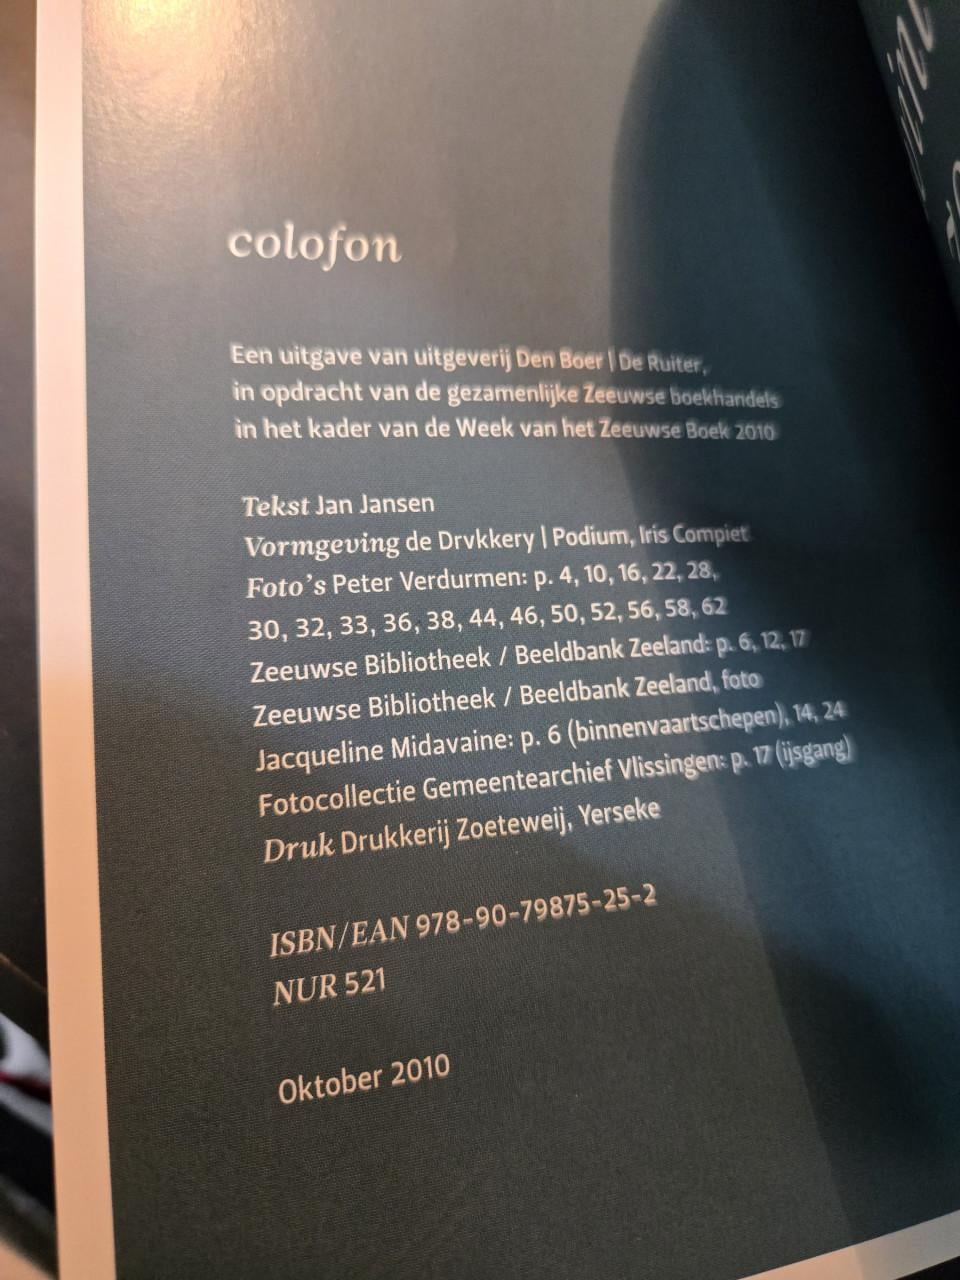 colofon
Een uitgave van uitgeverij Den Boer | De Ruiter,
in opdracht van de gezamenlijke Zeeuwse boekhandels
in het kader van de Week van het Zeeuwse Boek 2010
Tekst Jan Jansen
Vormgeving de Drvkkery | Podium, Iris Compiet
Foto's Peter Verdurmen: p. 4, 10, 16, 22, 28,
30, 32, 33, 36, 38, 44, 46, 50, 52, 56, 58, 62
Zeeuwse Bibliotheek / Beeldbank Zeeland: p. 6, 12, 17
Zeeuwse Bibliotheek / Beeldbank Zeeland, foto
Jacqueline Midavaine: p. 6 (binnenvaartschepen), 14, 24
Fotocollectie Gemeentearchief Vlissingen: p. 17 (ijsgang)
Druk Drukkerij Zoeteweij, Yerseke
ISBN/EAN 978-90-79875-25-2
NUR 521
Oktober 2010